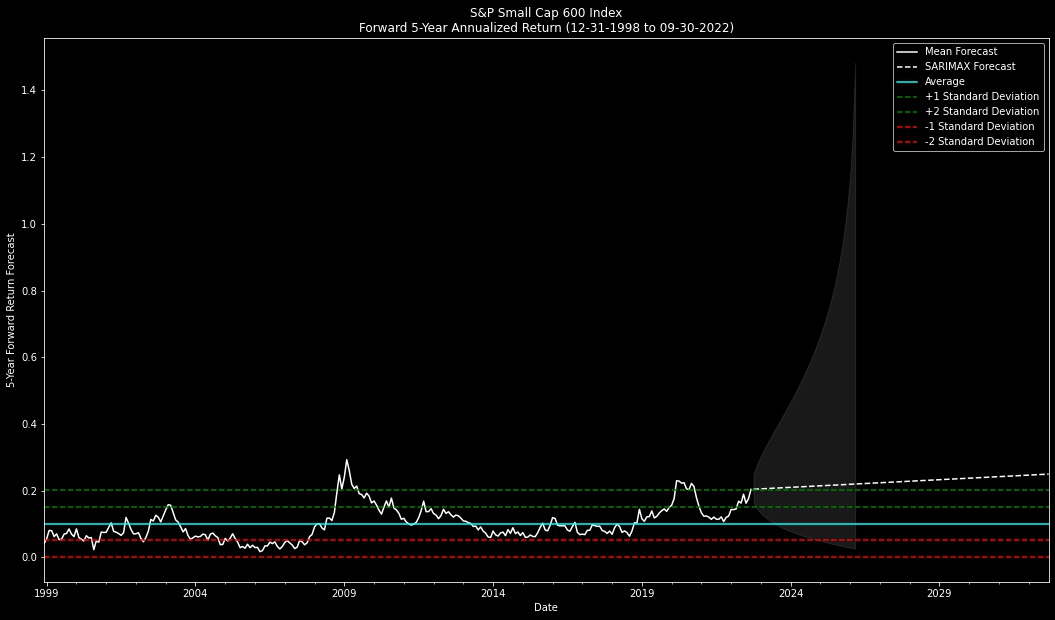 S&P Small Cap 600 Index
Forward 5-Year Annualized Return (12-31-1998 to 09-30-2022)
Mean Forecast
SARIMAX Forecast
Average
+1 Standard Deviation
+2 Standard Deviation
-1 Standard Deviation
-2 Standard Deviation
5-Year Forward Return Forecast
1.4
1.2
1.0
0.8
0.6
0.4
0.2
0.0
1999 2004 2009 2014 2019 2024 2029
Date